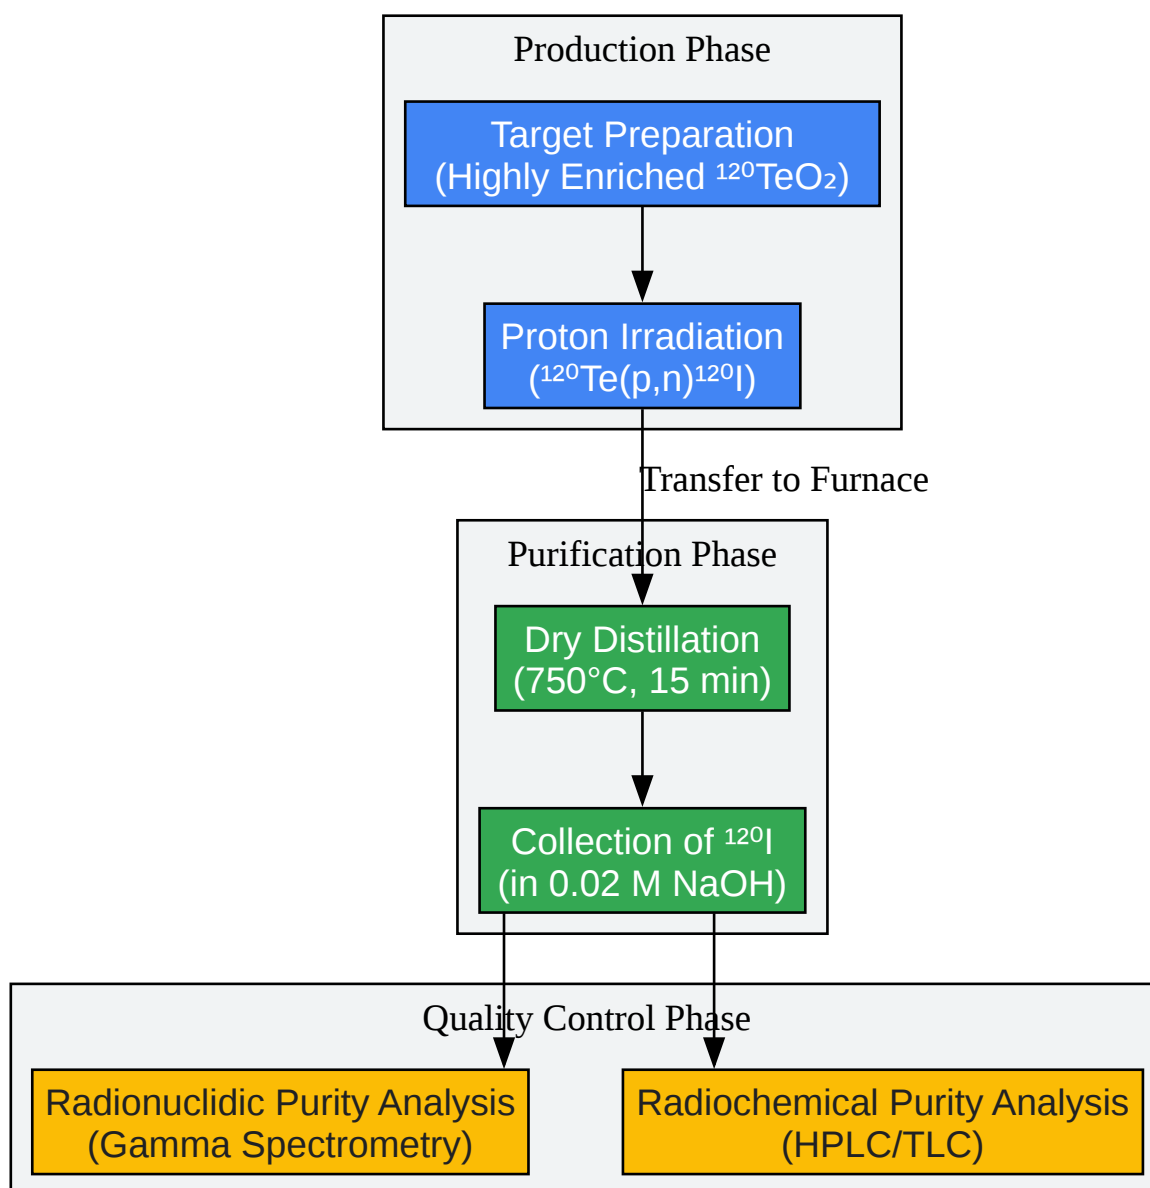 Production Phase
Target Preparation
(Highly Enriched ¹²⁰TeO₂)
Proton Irradiation
(¹²⁰Te(p,n)¹²⁰I)
Transfer to Furnace
Purification Phase
Dry Distillation
(750°C, 15 min)
Collection of ¹²⁰I
(in 0.02 M NaOH)
Quality Control Phase
Radionuclidic Purity Analysis
(Gamma Spectrometry)
Radiochemical Purity Analysis
(HPLC/TLC)